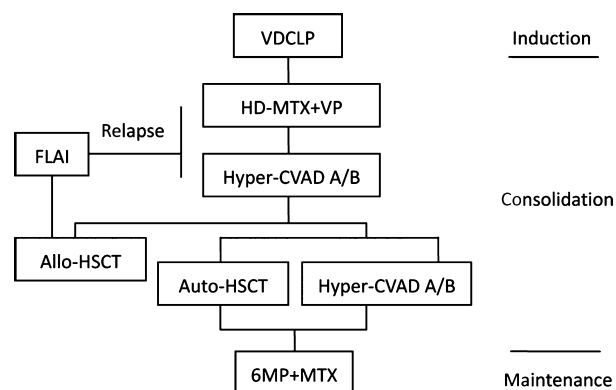 VDCLP
Induction
HD-MTX+VP
Relapse
FLAI
Hyper-CVAD A/B
Consolidation
Allo-HSCT
Auto-HSCT
Hyper-CVAD A/B
6MP+MTX
Maintenance